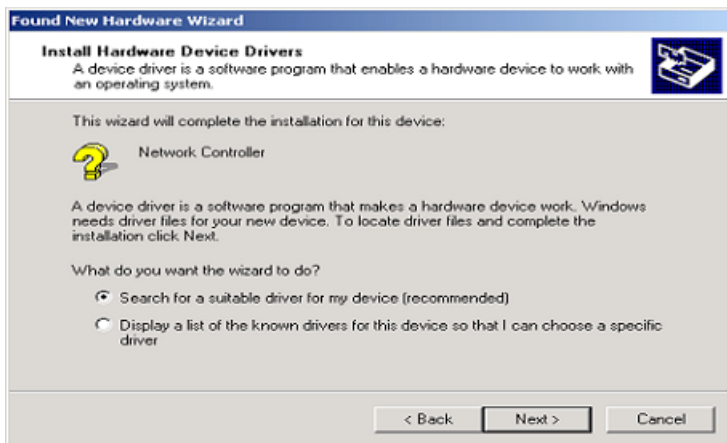 Found New Hardware Wizard
Install Hardware Device Drivers
A device driver is a software program that enables a hardware device to work with
an operating system.
This wizard will complete the installation for this device:
Network Controller
A device driver is a software program that makes a hardware device work. Windows
needs driver files for your new device. To locate driver files and complete the
installation click Next.
What do you want the wizard to do?
Search for a suitable driver for my device (recommended)
Display a list of the known drivers for this device so that I can choose a specific
driver
< Back
Next >
Cancel